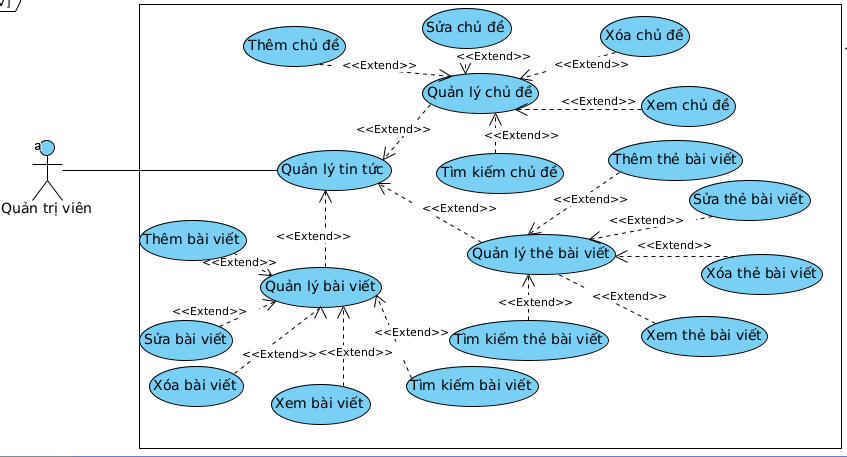 V]
Sửa chủ đề
Xóa chủ đề
Thêm chủ đề
<<Extend>>
<<Extend>>
<<Extend>>
Quản lý chủ đề
<<Extend>>
Xem chủ đề
<<Extend>>
<<Extend>>
a
Thêm thẻ bài viết
Quản lý tin tức
Tìm kiếm chủ đề
<<Extend>>
Sửa thẻ bài viết
Quản trị viên
<<Extend>>
<<Extend>>
Thêm bài viết
<<Extend>>
<<Extend>>
Quản lý thẻ bài viết
<<Extend>>
Xóa thẻ bài viết
Quản lý bài viết
<<Extend>>
<<Extend>>
<<Extend>>
<<Extend>>
Sửa bài viết
Tìm kiếm thẻ bài viết
Xem thẻ bài viết
<<Extend>>
<<Extend>>
Xóa bài viết
Tìm kiếm bài viết
Xem bài viết